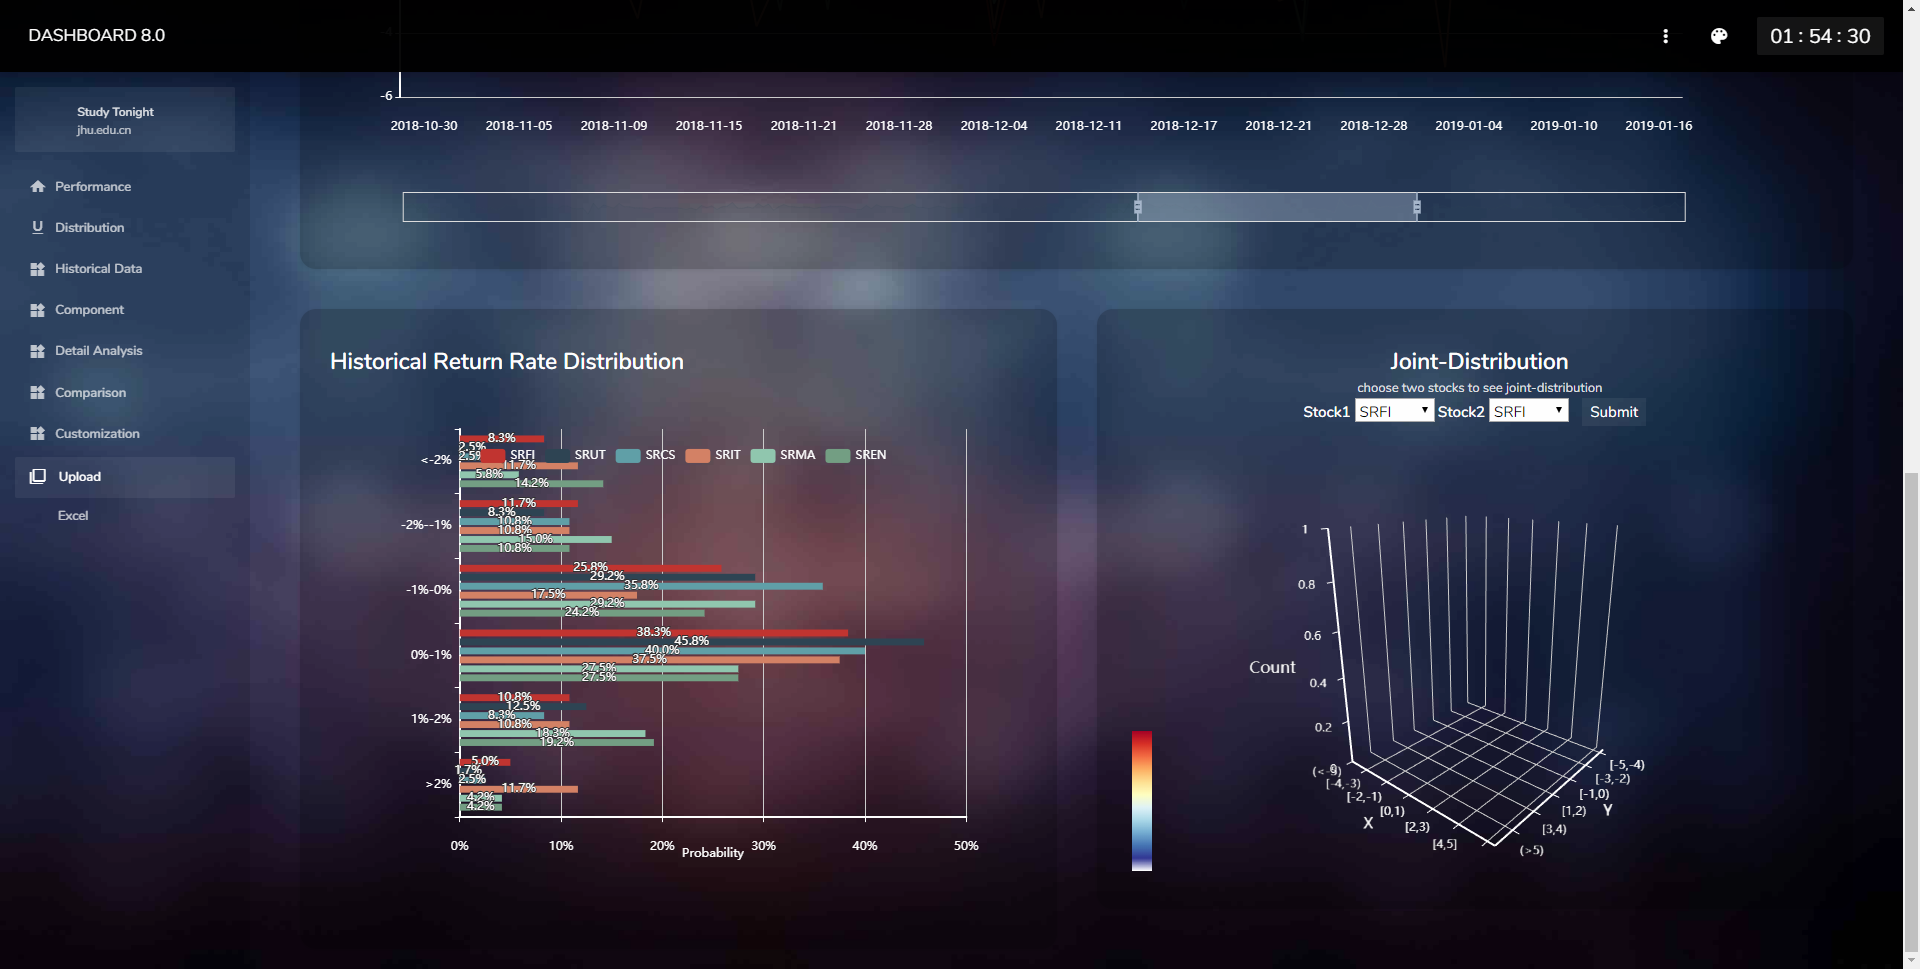 DASHBOARD 8.0
01 : 54 : 30
Study Tonight
jhu.edu.cn
Performance
Distribution
Historical Data
Component
Detail Analysis
Comparison
Customization
Upload
Excel
-4
-6
2018-10-30 2018-11-05 2018-11-09 2018-11-15 2018-11-21 2018-11-28 2018-12-04 2018-12-11 2018-12-17 2018-12-21 2018-12-28 2019-01-04 2019-01-10 2019-01-16
Historical Return Rate Distribution
SRFI SRUT SRCS SRIT SRMA SREN
<-2%
8.3%
2.5%
2.5%
11.7%
5.8%
14.2%
-2%--1%
11.7%
8.3%
10.8%
10.8%
15.0%
10.8%
-1%-0%
25.8%
29.2%
35.8%
17.5%
29.2%
24.2%
0%-1%
38.3%
45.8%
40.0%
37.5%
27.5%
27.5%
1%-2%
10.8%
12.5%
8.3%
10.8%
18.3%
19.2%
>2%
5.0%
1.7%
2.5%
11.7%
4.2%
4.2%
0% 10% 20% 30% 40% 50%
Probability
Joint-Distribution
choose two stocks to see joint-distribution
Stock1 SRFI Stock2 SRFI Submit
1
0.8
0.6
0.4
0.2
0
Count
[-4,-3)
[-2,-1)
[0,1)
[2,3)
[4,5]
X
[-5,-4)
[-3,-2)
[-1,0)
[1,2)
[3,4)
(>5)
Y